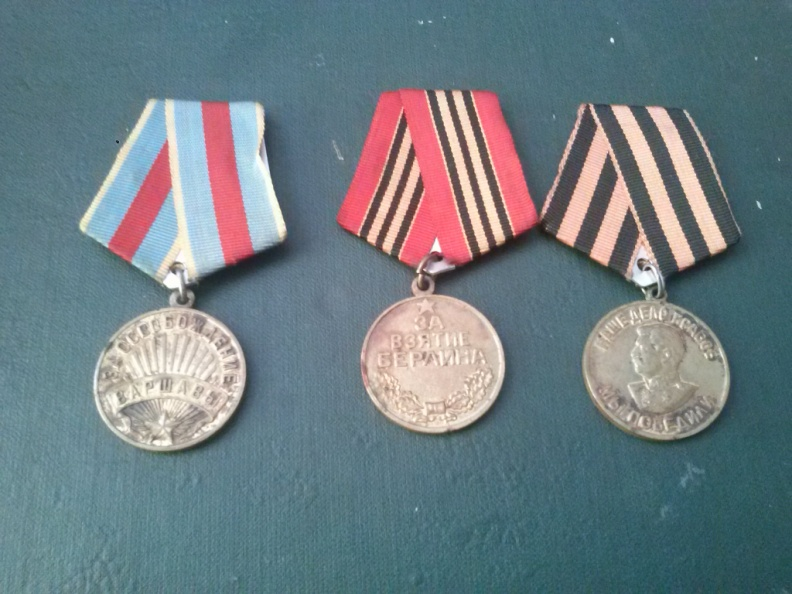 ЗА ОСВОБОЖДЕНИЕ
ВАРШАВЫ
ЗА
ВЗЯТИЕ
БЕРЛИНА
НАШЕ ДЕЛО ПРАВОЕ
МЫ ПОБЕДИЛИ